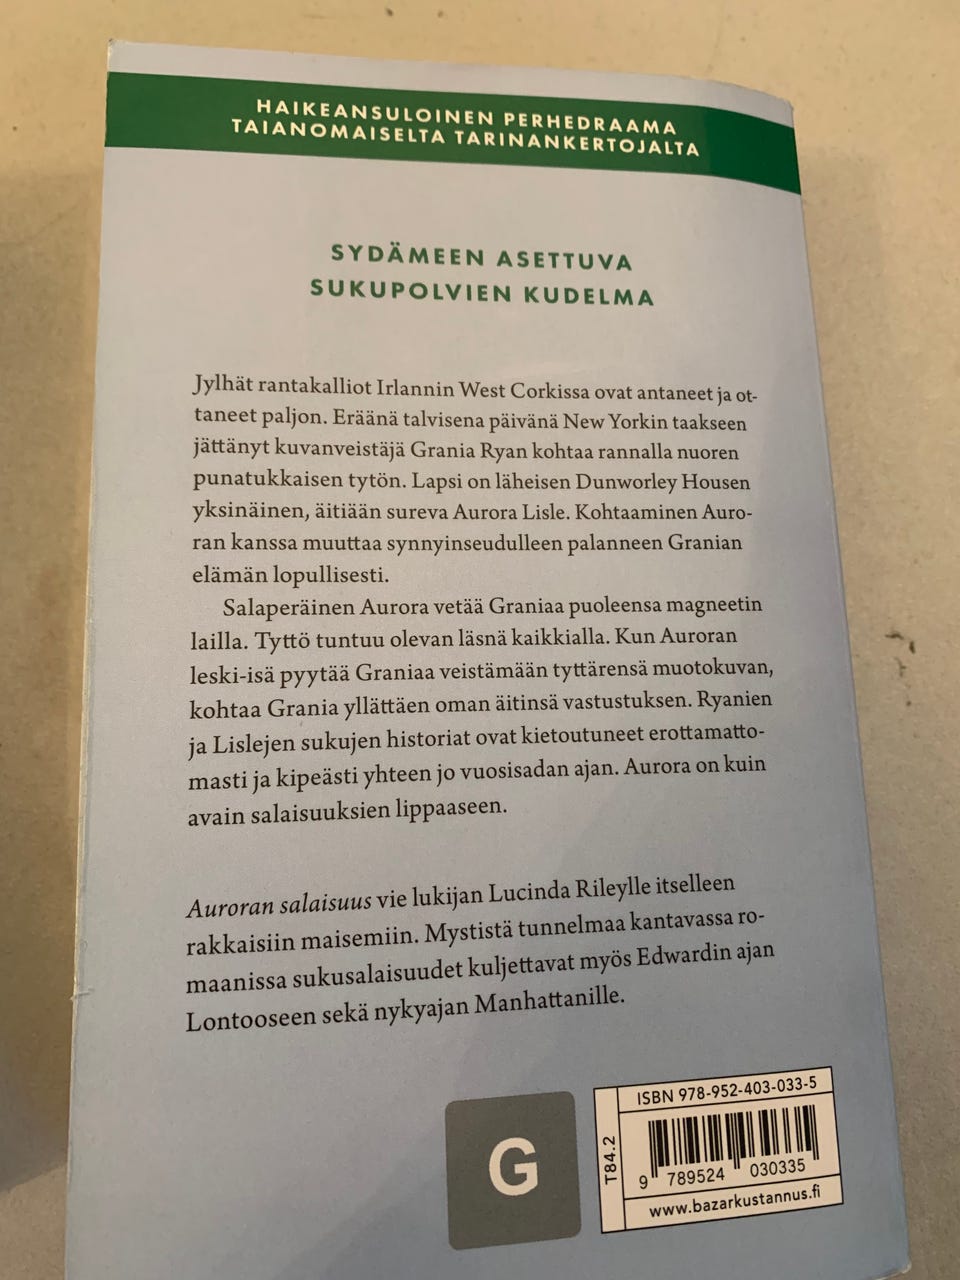 HAIKEANSULOINEN PERHEDRAAMA
TAIANOMAISELTA TARINANKERTOJALTA
SYDÄMEEN ASETTUVA
SUKUPOLVIEN KUDELMA
Jylhät rantakalliot Irlannin West Corkissa ovat antaneet ja ot-
taneet paljon. Eräänä talvisena päivänä New Yorkin taakseen
jättänyt kuvanveistäjä Grania Ryan kohtaa rannalla nuoren
punatukkaisen tytön. Lapsi on läheisen Dunworley Housen
yksinäinen, äitiään sureva Aurora Lisle. Kohtaaminen Auro-
ran kanssa muuttaa synnyinseudulleen palanneen Granian
elämän lopullisesti.
Salaperäinen Aurora vetää Graniaa puoleensa magneetin
lailla. Tyttö tuntuu olevan läsnä kaikkialla. Kun Auroran
leski-isä pyytää Graniaa veistämään tyttärensä muotokuvan,
kohtaa Grania yllättäen oman äitinsä vastustuksen. Ryanien
ja Lislejen sukujen historiat ovat kietoutuneet erottamatto-
masti ja kipeästi yhteen jo vuosisadan ajan. Aurora on kuin
avain salaisuuksien lippaaseen.
Auroran salaisuus vie lukijan Lucinda Rileylle itselleen
rakkaisiin maisemiin. Mystistä tunnelmaa kantavassa ro-
maanissa sukusalaisuudet kuljettavat myös Edwardin ajan
Lontooseen sekä nykyajan Manhattanille.
G
T84.2
ISBN 978-952-403-033-5
9 789524 030335
www.bazarkustannus.fi